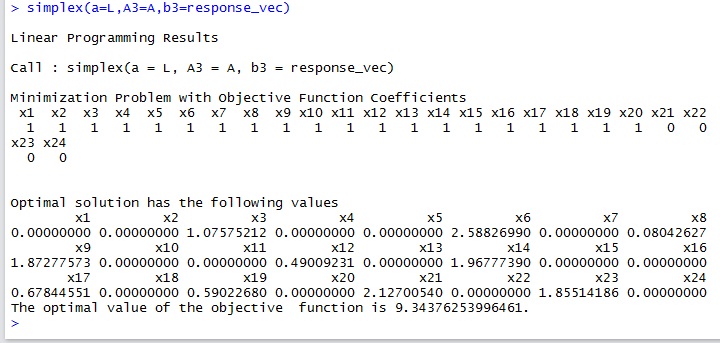 > simplex(a=L,A3=A,b3=response_vec)
Linear Programming Results
Call : simplex(a = L, A3 = A, b3 = response_vec)
Minimization Problem with Objective Function Coefficients
x1 x2 x3 x4 x5 x6 x7 x8 x9 x10 x11 x12 x13 x14 x15 x16 x17 x18 x19 x20 x21 x22
1 1 1 1 1 1 1 1 1 1 1 1 1 1 1 1 1 1 1 1 0 0
x23 x24
0 0
Optimal solution has the following values
x1 x2 x3 x4 x5 x6 x7 x8
0.00000000 0.00000000 1.07575212 0.00000000 0.00000000 2.58826990 0.00000000 0.08042627
x9 x10 x11 x12 x13 x14 x15 x16
1.87277573 0.00000000 0.00000000 0.49009231 0.00000000 1.96777390 0.00000000 0.00000000
x17 x18 x19 x20 x21 x22 x23 x24
0.67844551 0.00000000 0.59022680 0.00000000 2.12700540 0.00000000 1.85514186 0.00000000
The optimal value of the objective  function is 9.34376253996461.
>